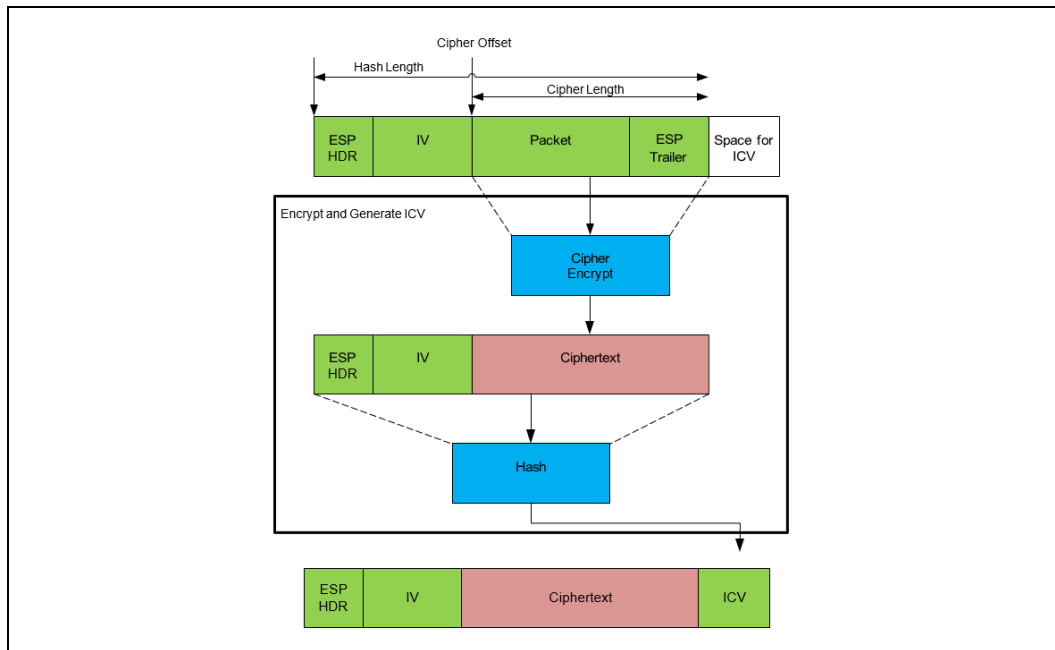 Cipher Offset
Hash Length
Cipher Length
ESP
HDR
IV
Packet
ESP
Trailer
Space for
ICV
Encrypt and Generate ICV
Cipher
Encrypt
ESP
HDR
IV
Ciphertext
Hash
ESP
HDR
IV
Ciphertext
ICV